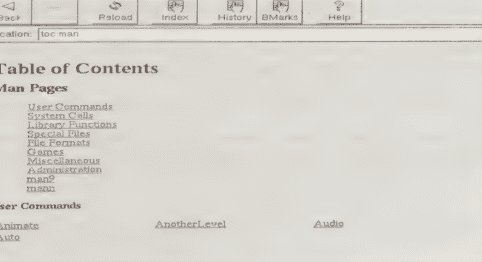 Back Reload Index History BMarks Help
cation: toc:man
Table of Contents
Man Pages
User Commands
System Calls
Library Functions
Special Files
File Formats
Games
Miscellaneous
Administration
man9
mann
ser Commands
Animate AnotherLevel Audio
Auto